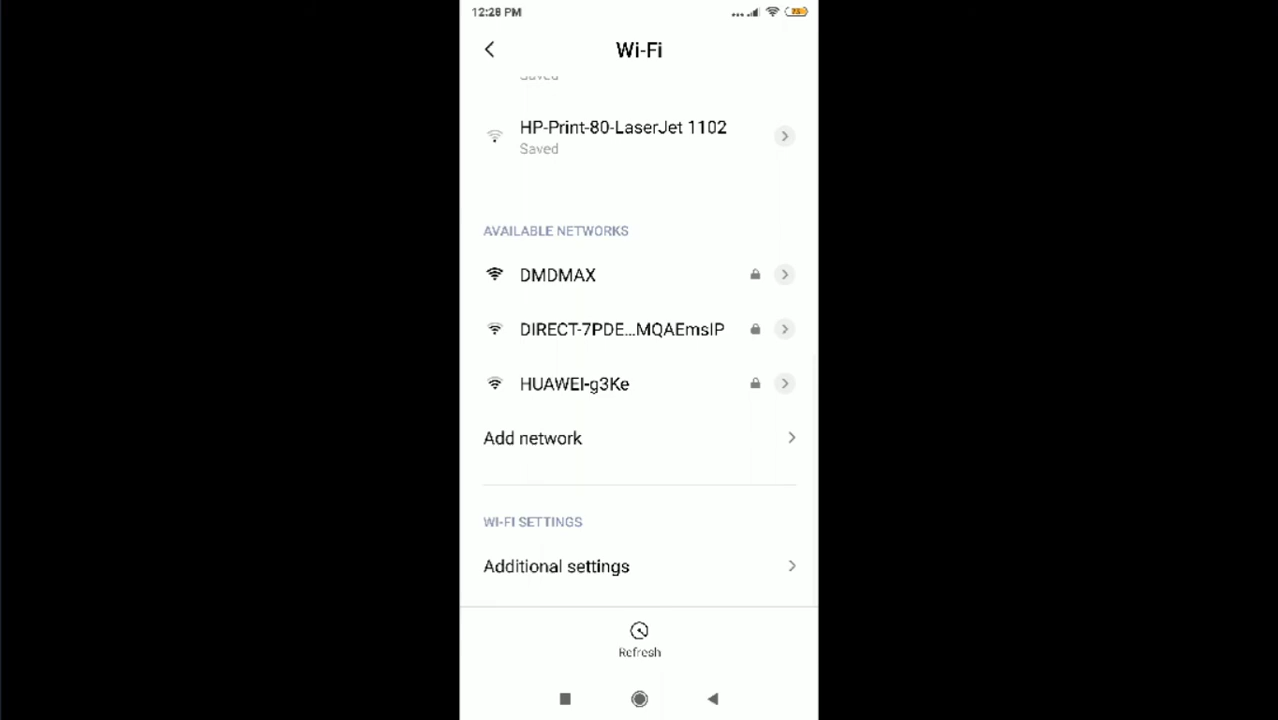 12:28 PM
Wi-Fi
Saved
HP-Print-80-LaserJet 1102
Saved
AVAILABLE NETWORKS
DMDMAX
DIRECT-7PDE...MQAEmsIP
HUAWEI-g3Ke
Add network
WI-FI SETTINGS
Additional settings
Refresh